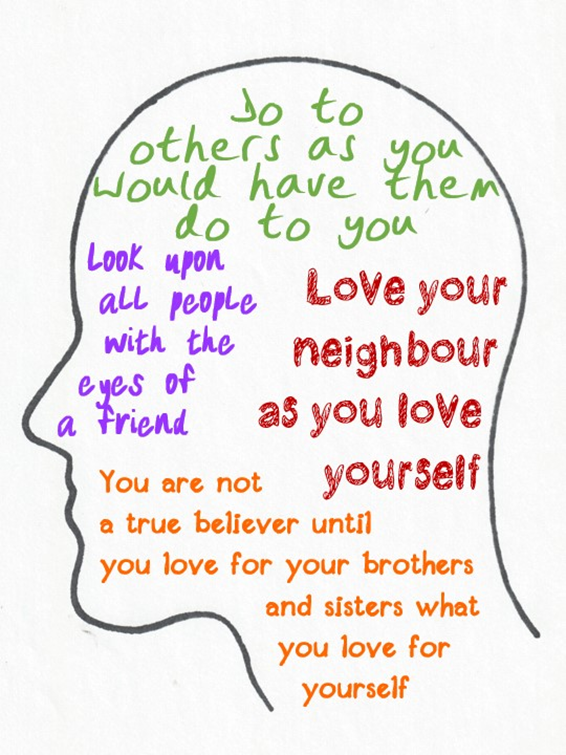 Do to
others as you
would have them
do to you
Look upon
all people
with the
eyes of
a friend
Love your
neighbour
as you love
yourself
You are not
a true believer until
you love for your brothers
and sisters what
you love for
yourself